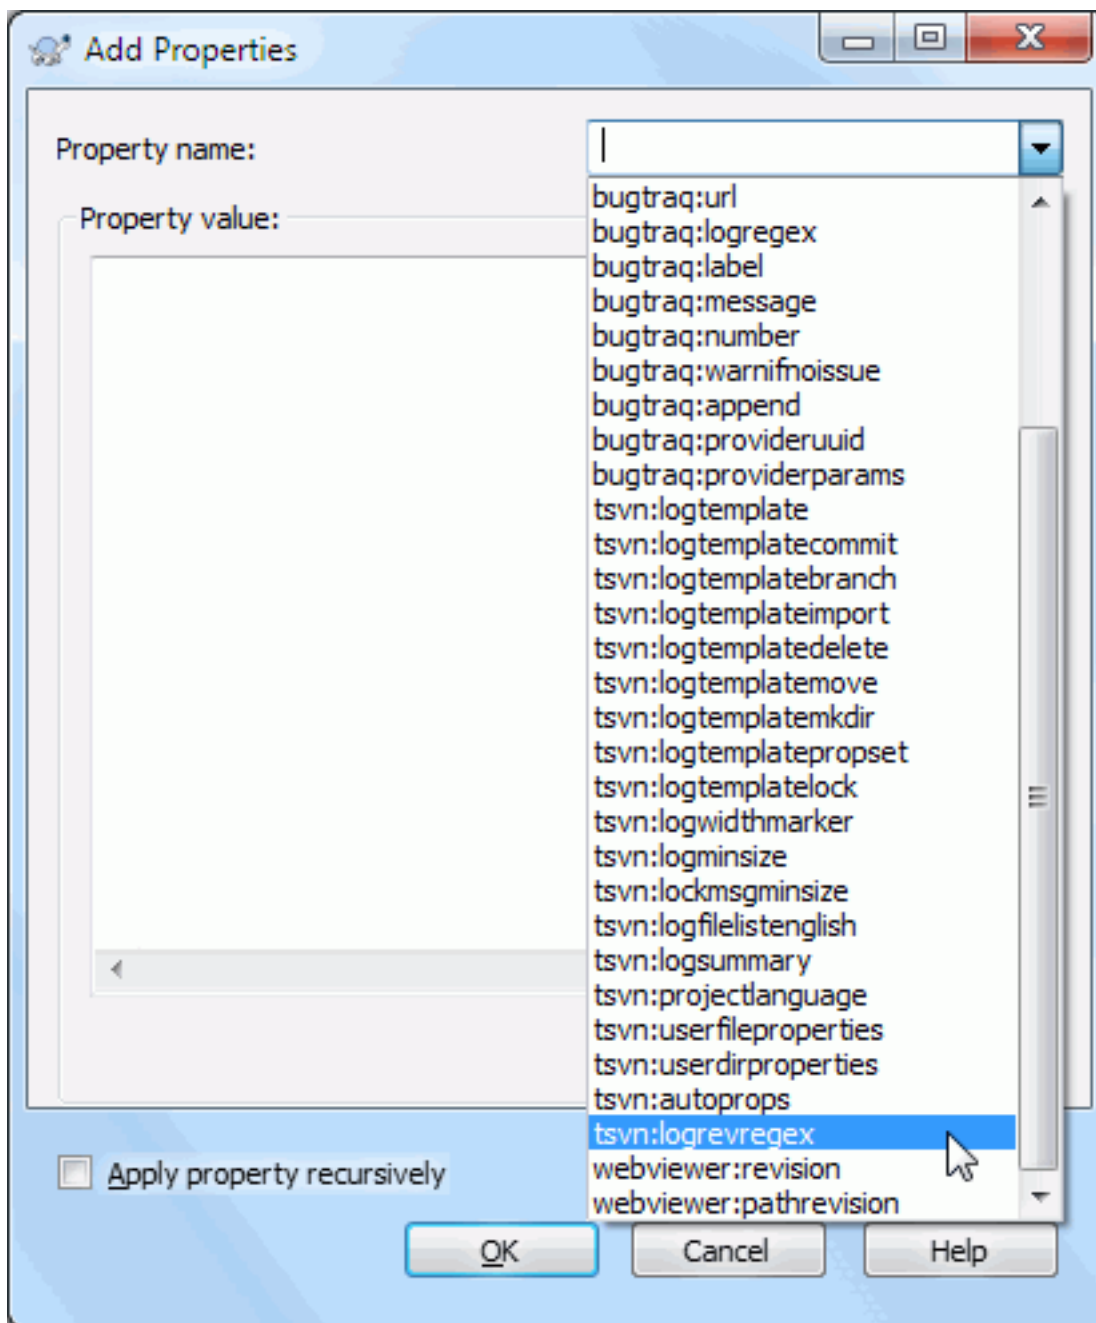 Add Properties
Property name:
Property value:
bugtraq:url
bugtraq:logregex
bugtraq:label
bugtraq:message
bugtraq:number
bugtraq:warnifnoissue
bugtraq:append
bugtraq:provideruuid
bugtraq:providerparams
tsvn:logtemplate
tsvn:logtemplatecommit
tsvn:logtemplatebranch
tsvn:logtemplateimport
tsvn:logtemplatedelete
tsvn:logtemplatemove
tsvn:logtemplatemkdir
tsvn:logtemplatepropset
tsvn:logtemplatelock
tsvn:logwidthmarker
tsvn:logminsize
tsvn:lockmsgminsize
tsvn:logfilelistenglish
tsvn:logsummary
tsvn:projectlanguage
tsvn:userfileproperties
tsvn:userdirproperties
tsvn:autoprops
tsvn:logrevregex
webviewer:revision
webviewer:pathrevision
Apply property recursively
OK Cancel Help